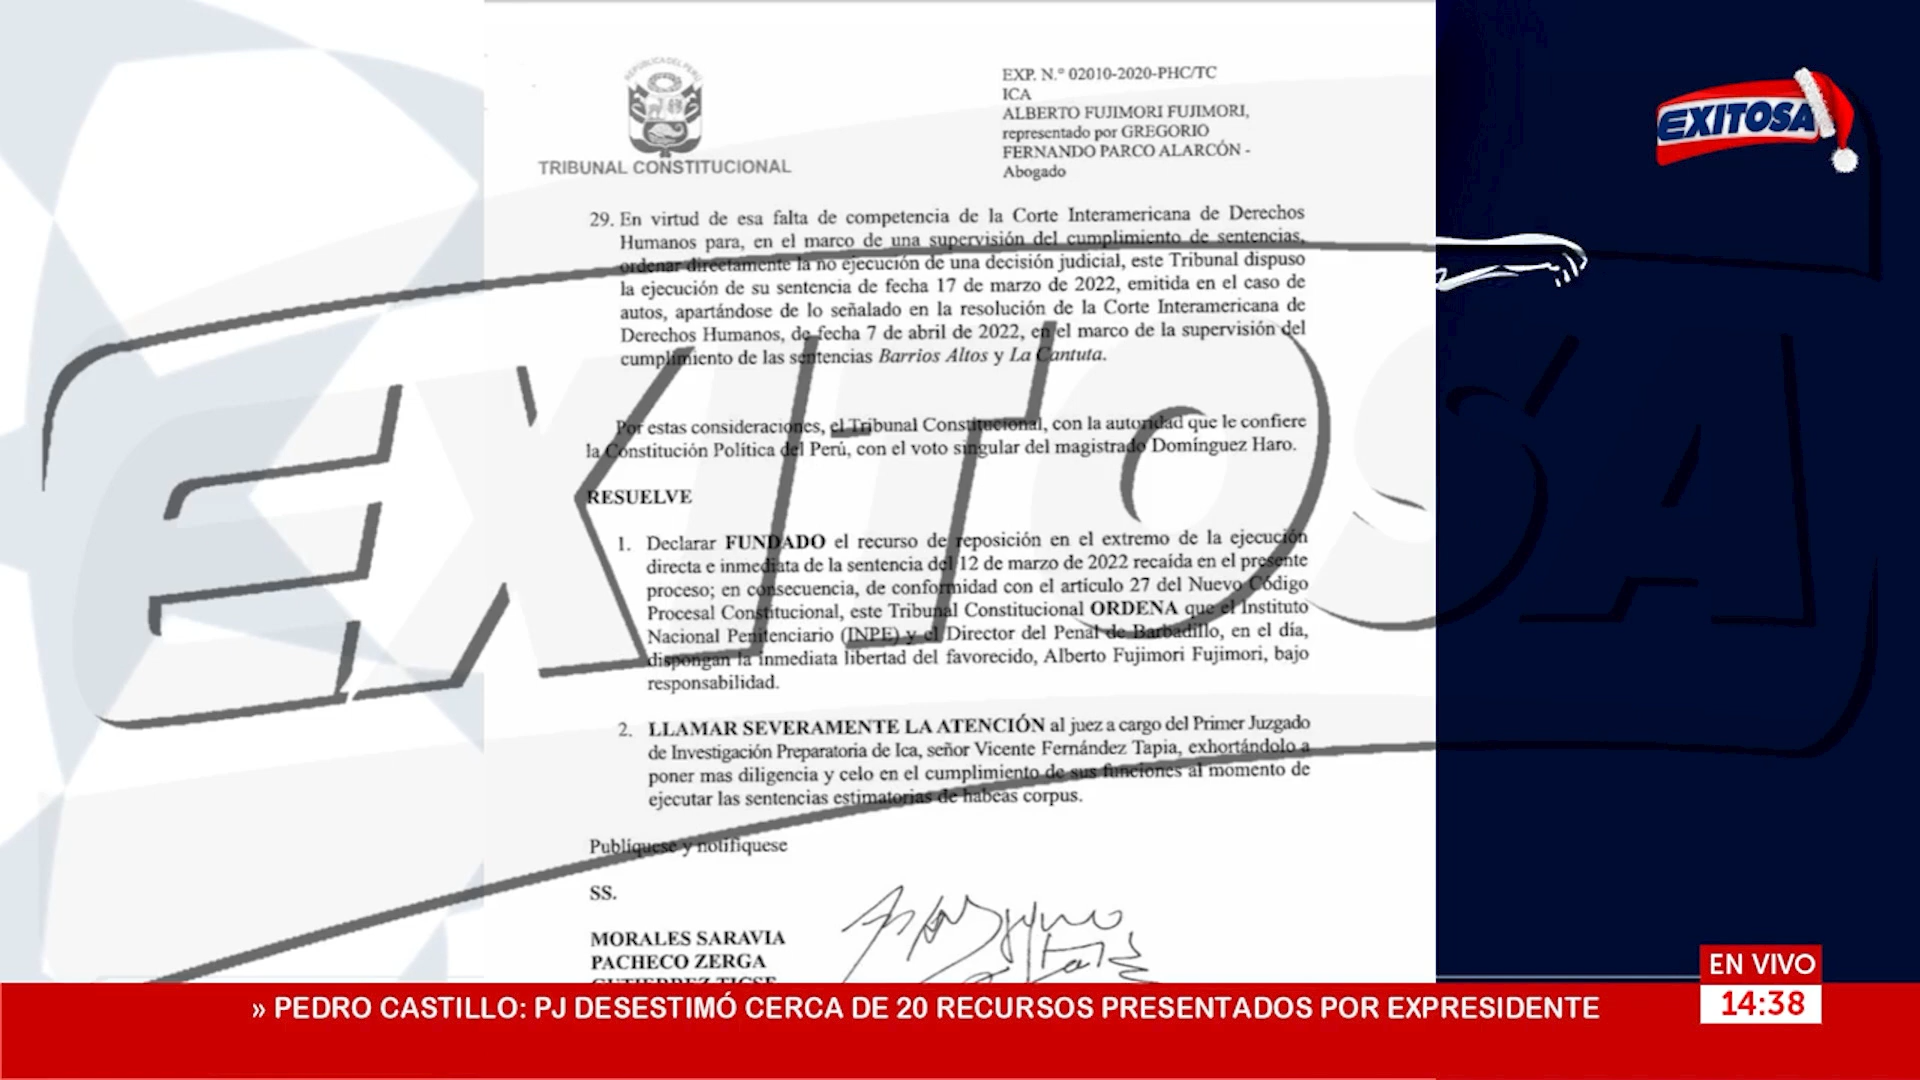 REPÚBLICA DEL PERÚ
TRIBUNAL CONSTITUCIONAL
EXP. N.° 02010-2020-PHC/TC
ICA
ALBERTO FUJIMORI FUJIMORI,
representado por GREGORIO
FERNANDO PARCO ALARCÓN -
Abogado
29. En virtud de esa falta de competencia de la Corte Interamericana de Derechos
Humanos para, en el marco de una supervisión del cumplimiento de sentencias,
ordenar directamente la no ejecución de una decisión judicial, este Tribunal dispuso
la ejecución de su sentencia de fecha 17 de marzo de 2022, emitida en el caso de
autos, apartándose de lo señalado en la resolución de la Corte Interamericana de
Derechos Humanos, de fecha 7 de abril de 2022, en el marco de la supervisión del
cumplimiento de las sentencias Barrios Altos y La Cantuta.
Por estas consideraciones, el Tribunal Constitucional, con la autoridad que le confiere
la Constitución Política del Perú, con el voto singular del magistrado Domínguez Haro.
RESUELVE
1. Declarar FUNDADO el recurso de reposición en el extremo de la ejecución
directa e inmediata de la sentencia del 12 de marzo de 2022 recaída en el presente
proceso; en consecuencia, de conformidad con el artículo 27 del Nuevo Código
Procesal Constitucional, este Tribunal Constitucional ORDENA que el Instituto
Nacional Penitenciario (INPE) y el Director del Penal de Barbadillo, en el día,
dispongan la inmediata libertad del favorecido, Alberto Fujimori Fujimori, bajo
responsabilidad.
2. LLAMAR SEVERAMENTE LA ATENCIÓN al juez a cargo del Primer Juzgado
de Investigación Preparatoria de Ica, señor Vicente Fernández Tapia, exhortándolo a
poner mas diligencia y celo en el cumplimiento de sus funciones al momento de
ejecutar las sentencias estimatorias de habeas corpus.
Publíquese y notifíquese
SS.
MORALES SARAVIA
PACHECO ZERGA
GUTIERREZ TICSE
EXITOSA
EXITOSA
EN VIVO
14:38
» PEDRO CASTILLO: PJ DESESTIMÓ CERCA DE 20 RECURSOS PRESENTADOS POR EXPRESIDENTE